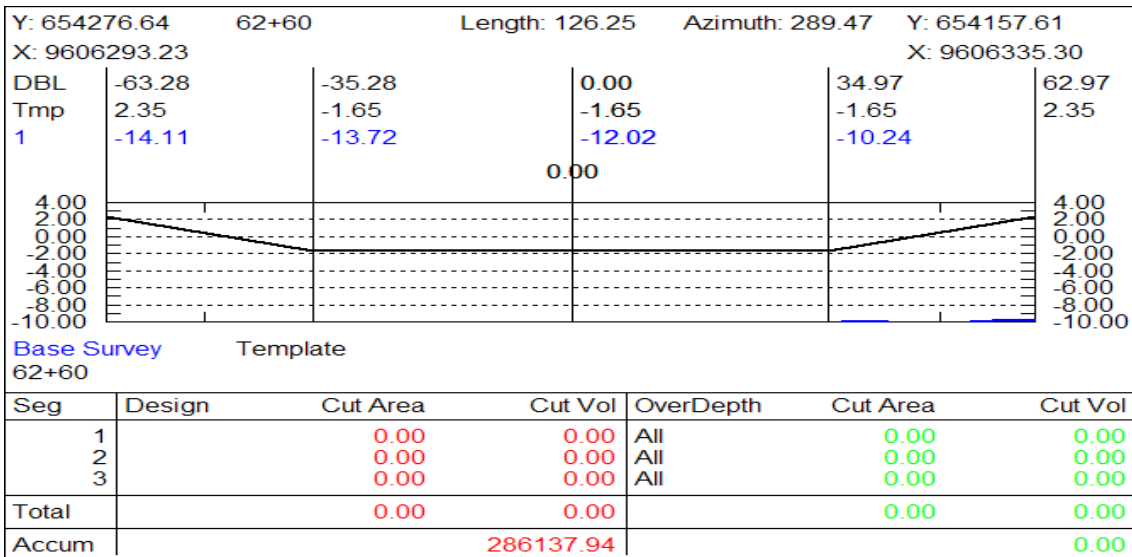 Y: 654276.64 62+60 Length: 126.25 Azimuth: 289.47 Y: 654157.61
X: 9606293.23 X: 9606335.30
DBL -63.28 -35.28 0.00 34.97 62.97
Tmp 2.35 -1.65 -1.65 -1.65 2.35
1 -14.11 -13.72 -12.02 -10.24
0.00
4.00 4.00
2.00 2.00
0.00 0.00
-2.00 -2.00
-4.00 -4.00
-6.00 -6.00
-8.00 -8.00
-10.00 -10.00
Base Survey Template
62+60
Seg Design Cut Area Cut Vol OverDepth Cut Area Cut Vol
1 0.00 0.00 All 0.00 0.00
2 0.00 0.00 All 0.00 0.00
3 0.00 0.00 All 0.00 0.00
Total 0.00 0.00 0.00 0.00
Accum 286137.94 0.00